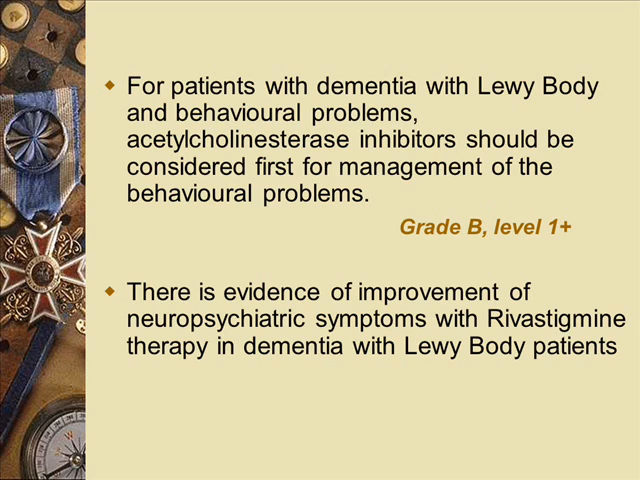 For patients with dementia with Lewy Body
and behavioural problems,
acetylcholinesterase inhibitors should be
considered first for management of the
behavioural problems.
Grade B, level 1+
There is evidence of improvement of
neuropsychiatric symptoms with Rivastigmine
therapy in dementia with Lewy Body patients